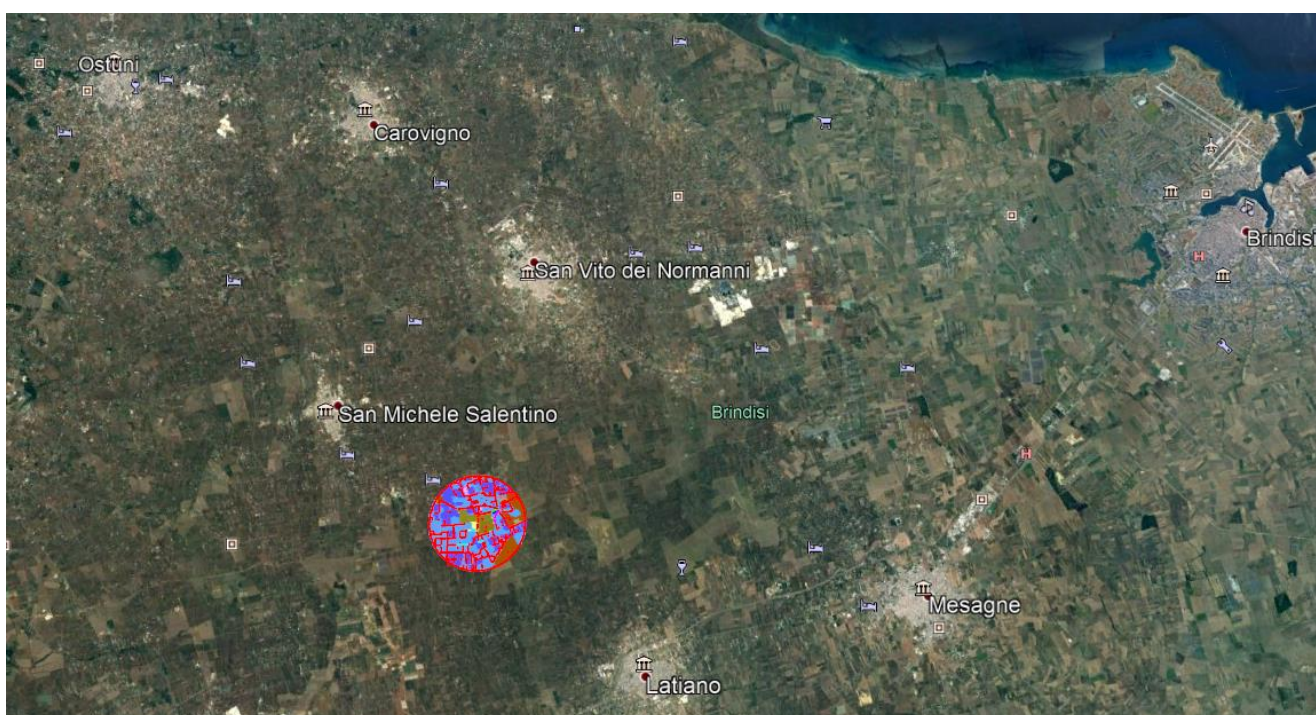 Ostuni
Carovigno
Brindisi
San Vito dei Normanni
San Michele Salentino
Brindisi
H
H
Mesagne
Latiano